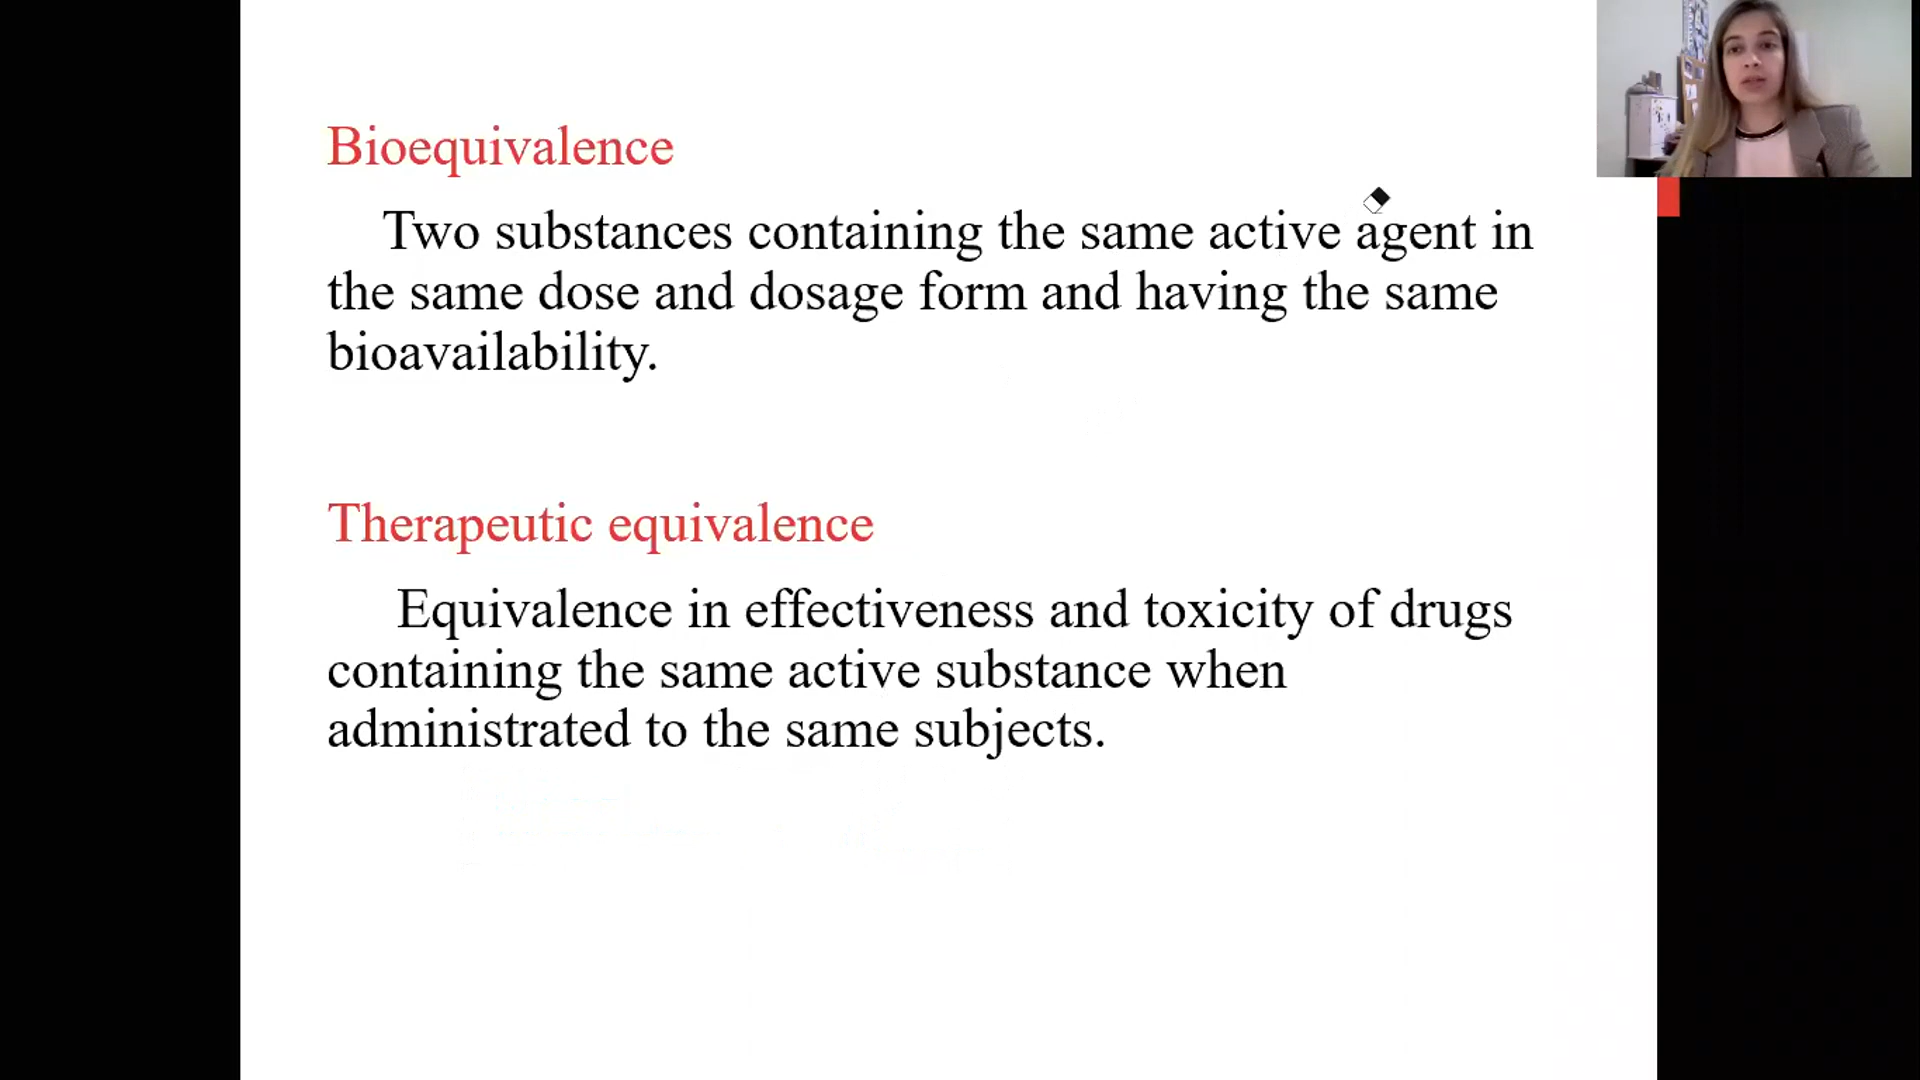 Bioequivalence
Two substances containing the same active agent in
the same dose and dosage form and having the same
bioavailability.
Therapeutic equivalence
Equivalence in effectiveness and toxicity of drugs
containing the same active substance when
administrated to the same subjects.